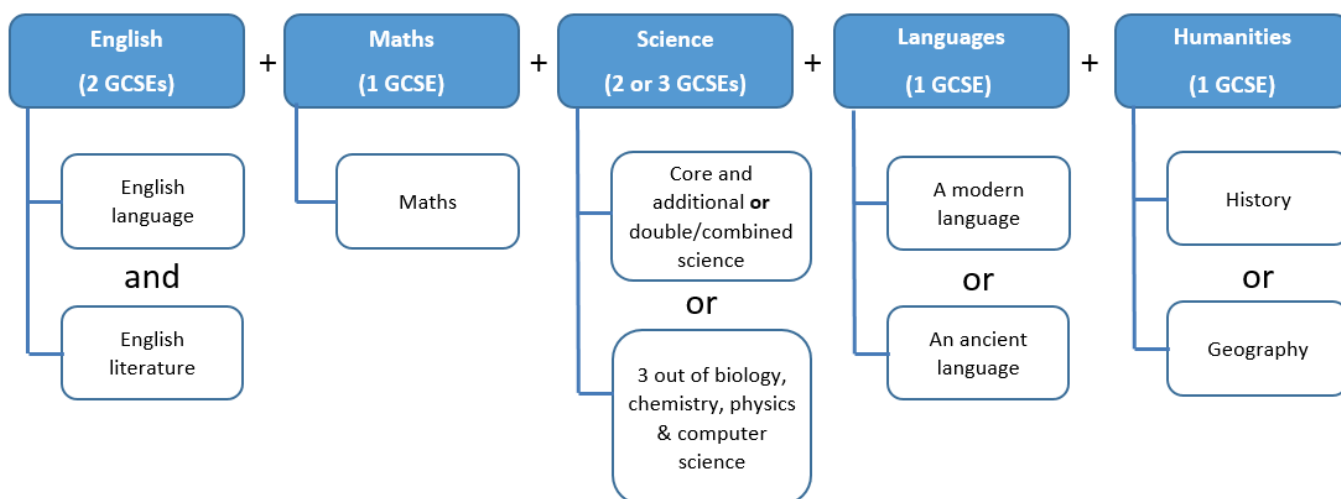 English
(2 GCSEs)
+
Maths
(1 GCSE)
+
Science
(2 or 3 GCSEs)
+
Languages
(1 GCSE)
+
Humanities
(1 GCSE)
English
language
and
English
literature
Maths
Core and
additional or
double/combined
science
or
3 out of biology,
chemistry, physics
& computer
science
A modern
language
or
An ancient
language
History
or
Geography